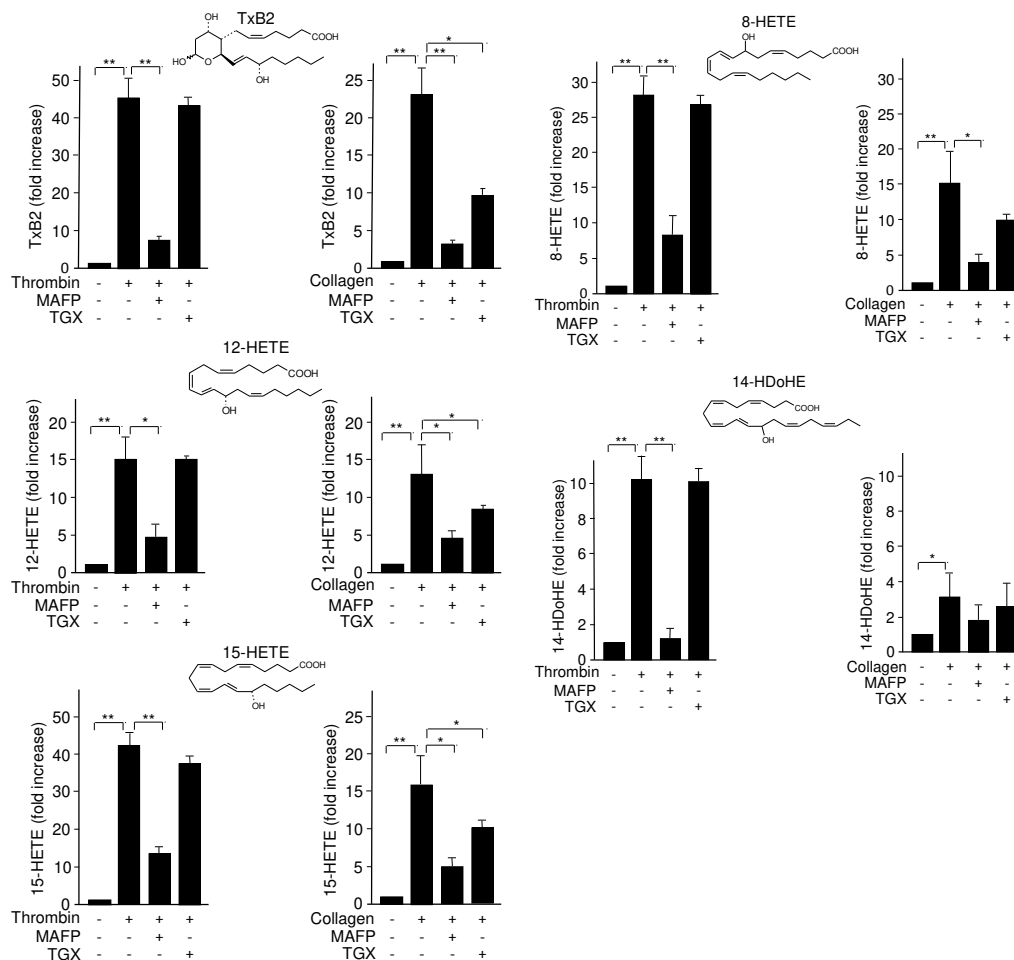 TxB2
OH
COOH
HO
O
OH
** **
TxB2 (fold increase)
50
40
30
20
10
0
Thrombin - + + +
MAFP - - + -
TGX - - - +
** ** *
TxB2 (fold increase)
25
20
15
10
5
0
Collagen - + + +
MAFP - - + -
TGX - - - +
8-HETE
OH
COOH
** **
8-HETE (fold increase)
30
25
20
15
10
5
0
Thrombin - + + +
MAFP - - + -
TGX - - - +
** *
8-HETE (fold increase)
30
25
20
15
10
5
0
Collagen - + + +
MAFP - - + -
TGX - - - +
12-HETE
COOH
OH
** *
12-HETE (fold increase)
20
15
10
5
0
Thrombin - + + +
MAFP - - + -
TGX - - - +
** * *
12-HETE (fold increase)
20
15
10
5
0
Collagen - + + +
MAFP - - + -
TGX - - - +
14-HDoHE
COOH
OH
** **
14-HDoHE (fold increase)
10
8
6
4
2
0
Thrombin - + + +
MAFP - - + -
TGX - - - +
*
14-HDoHE (fold increase)
10
8
6
4
2
0
Collagen - + + +
MAFP - - + -
TGX - - - +
15-HETE
COOH
OH
** **
15-HETE (fold increase)
50
40
30
20
10
0
Thrombin - + + +
MAFP - - + -
TGX - - - +
** * *
15-HETE (fold increase)
25
20
15
10
5
0
Collagen - + + +
MAFP - - + -
TGX - - - +